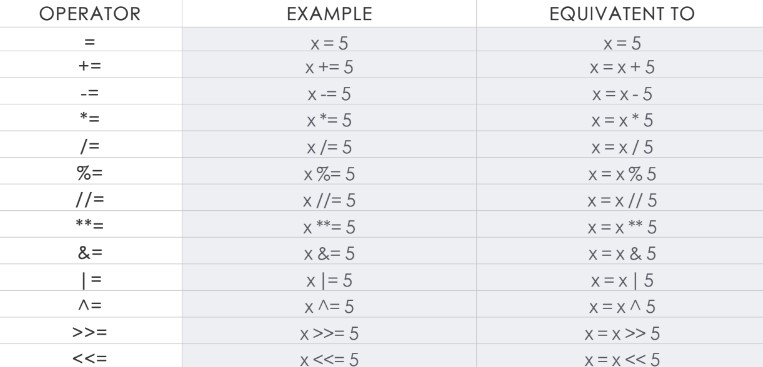 OPERATOR EXAMPLE EQUIVATENT TO
= x = 5 x = 5
+= x += 5 x = x + 5
-= x -= 5 x = x - 5
*= x *= 5 x = x * 5
/= x /= 5 x = x / 5
%= x %= 5 x = x % 5
//= x //= 5 x = x // 5
**= x **= 5 x = x ** 5
&= x &= 5 x = x & 5
|= x |= 5 x = x | 5
^= x ^= 5 x = x ^ 5
>>= x >>= 5 x = x >> 5
<<= x <<= 5 x = x << 5